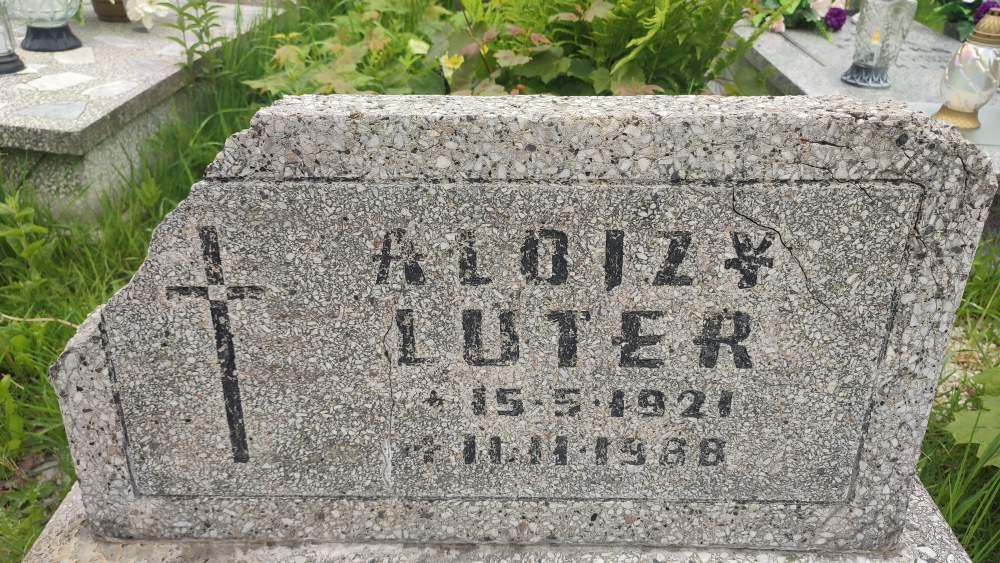 ALOJZY
LUTER
* 15·5·1921
+ 11·11·1988